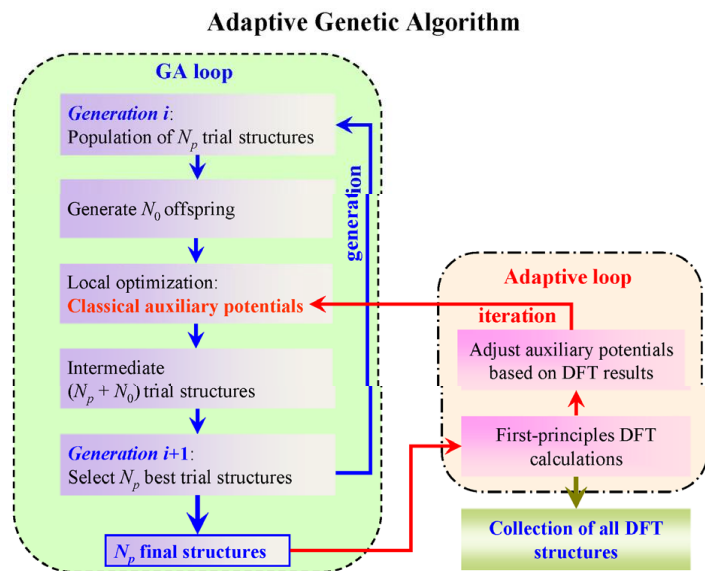 Adaptive Genetic Algorithm
GA loop
Generation i:
Population of Np trial structures
Generate N0 offspring
Local optimization:
Classical auxiliary potentials
Intermediate
(Np + N0) trial structures
Generation i+1:
Select Np best trial structures
Np final structures
generation
Adaptive loop
iteration
Adjust auxiliary potentials
based on DFT results
First-principles DFT
calculations
Collection of all DFT
structures